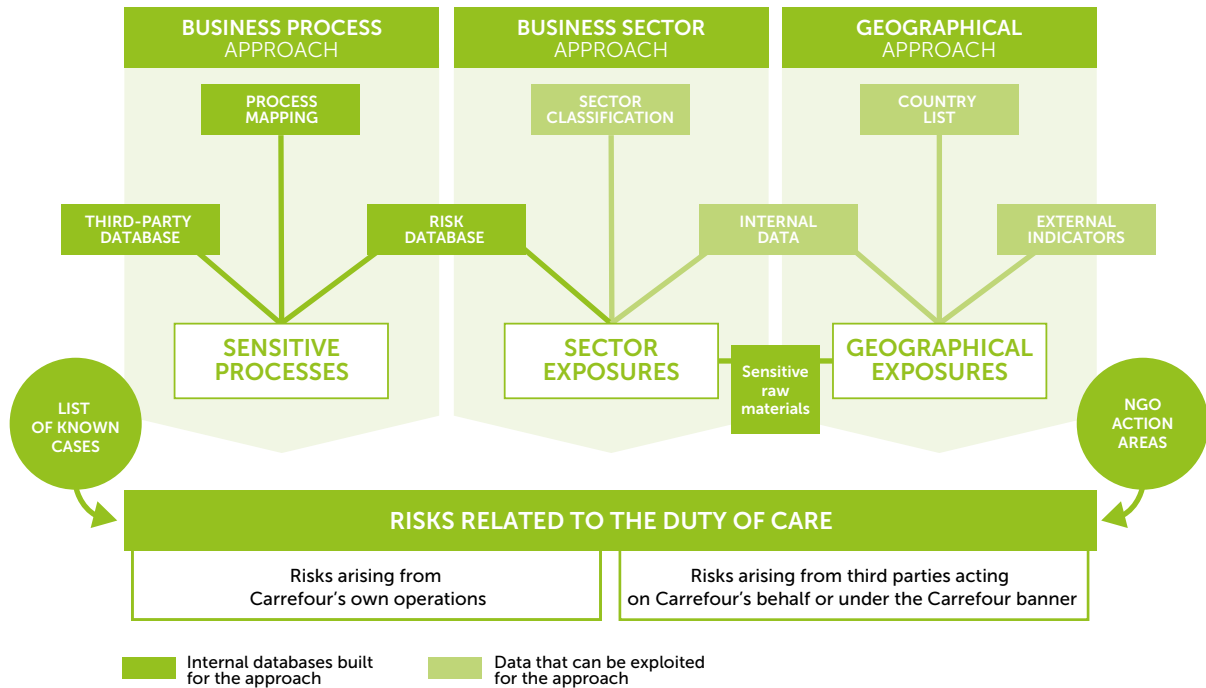 BUSINESS PROCESS
APPROACH
BUSINESS SECTOR
APPROACH
GEOGRAPHICAL
APPROACH
PROCESS
MAPPING
SECTOR
CLASSIFICATION
COUNTRY
LIST
THIRD-PARTY
DATABASE
RISK
DATABASE
INTERNAL
DATA
EXTERNAL
INDICATORS
SENSITIVE
PROCESSES
SECTOR
EXPOSURES
GEOGRAPHICAL
EXPOSURES
Sensitive
raw
materials
LIST
OF KNOWN
CASES
NGO
ACTION
AREAS
RISKS RELATED TO THE DUTY OF CARE
Risks arising from
Carrefour's own operations
Risks arising from third parties acting
on Carrefour's behalf or under the Carrefour banner
Internal databases built
for the approach
Data that can be exploited
for the approach